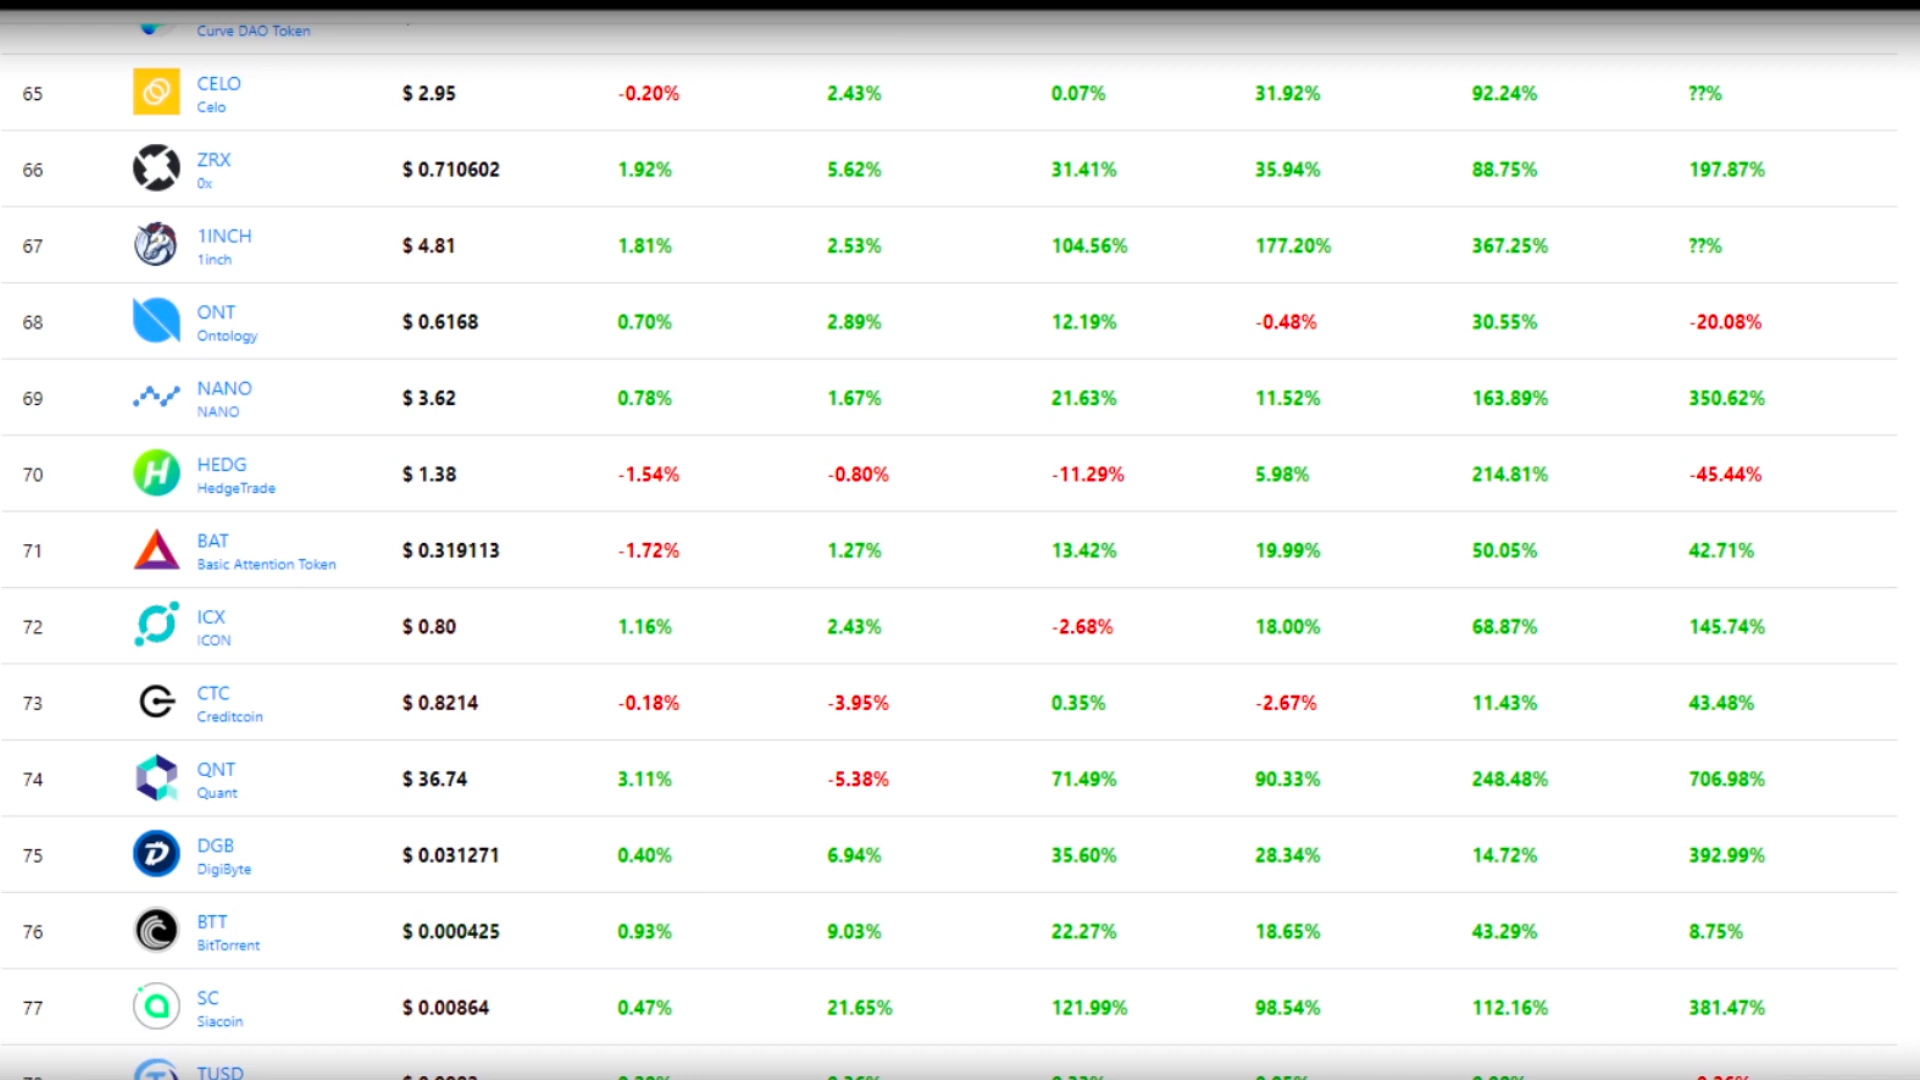 Curve DAO Token
65 CELO $ 2.95 -0.20% 2.43% 0.07% 31.92% 92.24% ??%
Celo
66 ZRX $ 0.710602 1.92% 5.62% 31.41% 35.94% 88.75% 197.87%
0x
67 1INCH $ 4.81 1.81% 2.53% 104.56% 177.20% 367.25% ??%
1inch
68 ONT $ 0.6168 0.70% 2.89% 12.19% -0.48% 30.55% -20.08%
Ontology
69 NANO $ 3.62 0.78% 1.67% 21.63% 11.52% 163.89% 350.62%
NANO
70 HEDG $ 1.38 -1.54% -0.80% -11.29% 5.98% 214.81% -45.44%
HedgeTrade
71 BAT $ 0.319113 -1.72% 1.27% 13.42% 19.99% 50.05% 42.71%
Basic Attention Token
72 ICX $ 0.80 1.16% 2.43% -2.68% 18.00% 68.87% 145.74%
ICON
73 CTC $ 0.8214 -0.18% -3.95% 0.35% -2.67% 11.43% 43.48%
Creditcoin
74 QNT $ 36.74 3.11% -5.38% 71.49% 90.33% 248.48% 706.98%
Quant
75 DGB $ 0.031271 0.40% 6.94% 35.60% 28.34% 14.72% 392.99%
DigiByte
76 BTT $ 0.000425 0.93% 9.03% 22.27% 18.65% 43.29% 8.75%
BitTorrent
77 SC $ 0.00864 0.47% 21.65% 121.99% 98.54% 112.16% 381.47%
Siacoin
TUSD